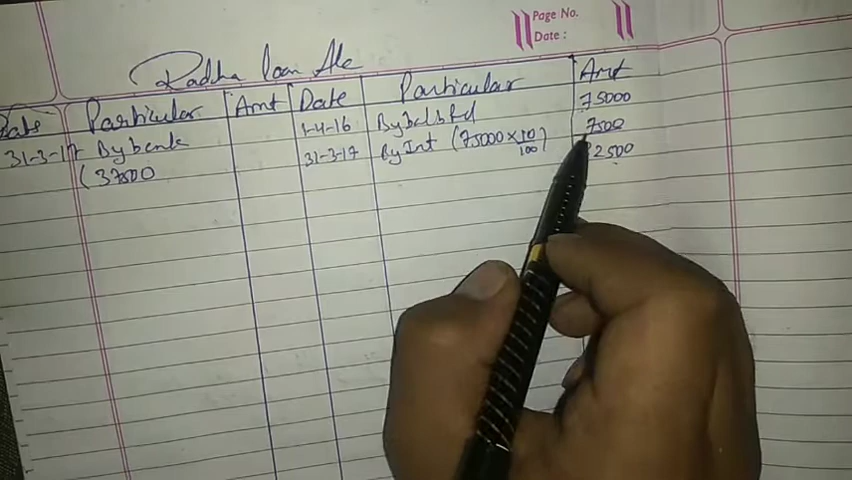 Page No.
Date :
Radha loan A/c
Date Particular Amt Date Particular Amt
1-4-16 By bal b/d 75000
31-3-17 By bank 31-3-17 By Int (75000 × 10/100) 7500
(37500 82500